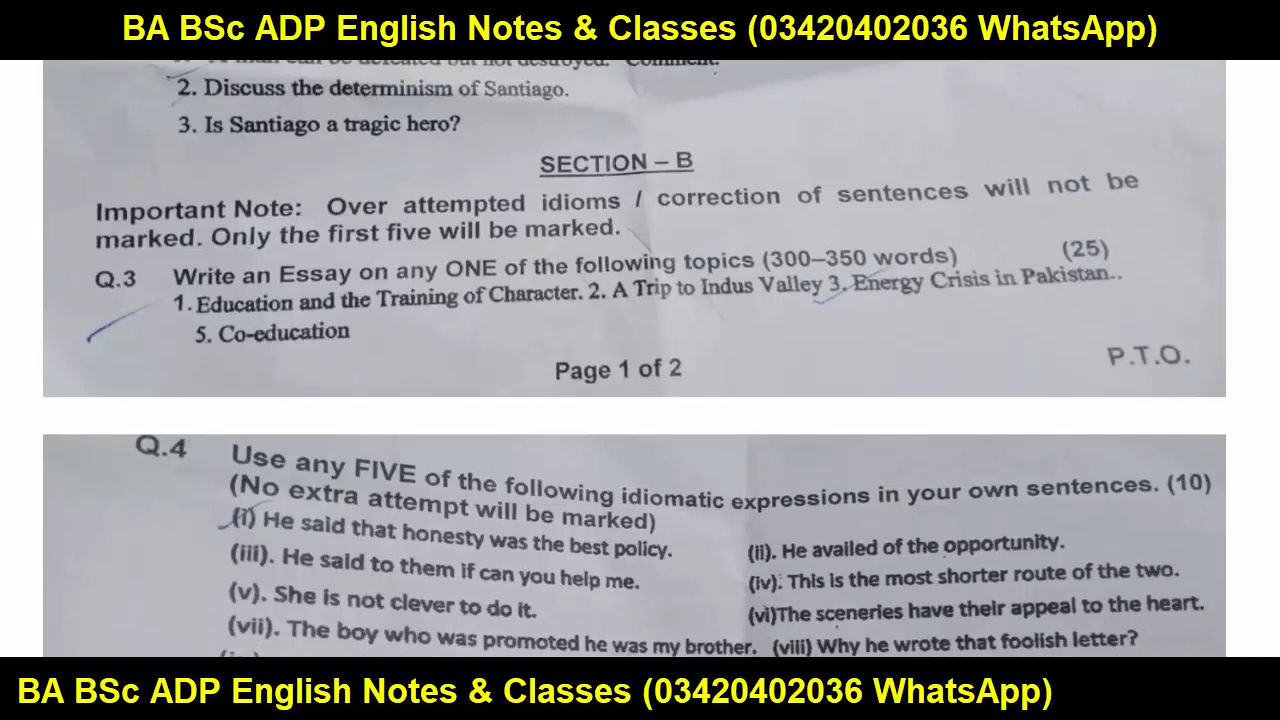 BA BSc ADP English Notes & Classes (03420402036 WhatsApp)
can be defeated but not destroyed." Comment.
2. Discuss the determinism of Santiago.
3. Is Santiago a tragic hero?
SECTION – B
Important Note: Over attempted idioms / correction of sentences will not be
marked. Only the first five will be marked.
Q.3 Write an Essay on any ONE of the following topics (300–350 words) (25)
1. Education and the Training of Character. 2. A Trip to Indus Valley 3. Energy Crisis in Pakistan..
5. Co-education
Page 1 of 2 P.T.O.
Q.4 Use any FIVE of the following idiomatic expressions in your own sentences. (10)
(No extra attempt will be marked)
(i) He said that honesty was the best policy. (ii). He availed of the opportunity.
(iii). He said to them if can you help me. (iv). This is the most shorter route of the two.
(v). She is not clever to do it. (vi)The sceneries have their appeal to the heart.
(vii). The boy who was promoted he was my brother. (viii) Why he wrote that foolish letter?
BA BSc ADP English Notes & Classes (03420402036 WhatsApp)